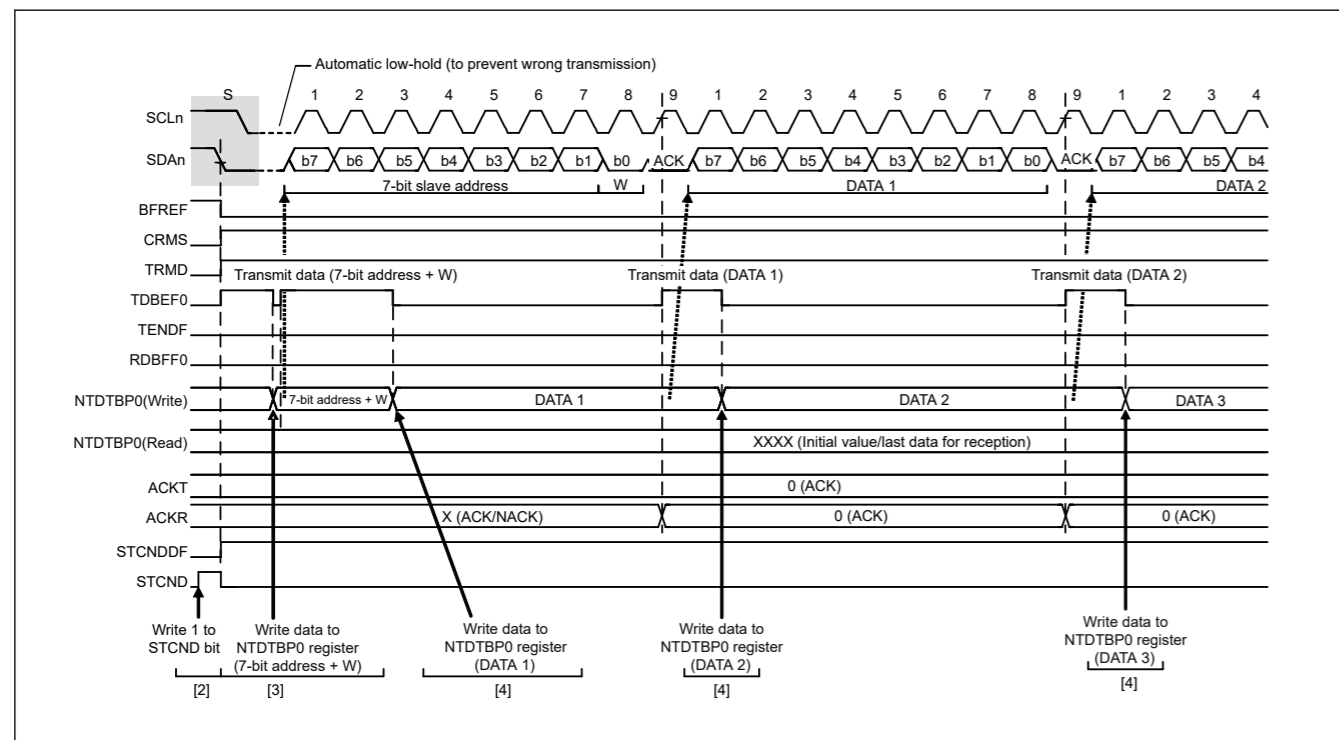 Automatic low-hold (to prevent wrong transmission)
S 1 2 3 4 5 6 7 8 9 1 2 3 4 5 6 7 8 9 1 2 3 4
SCLn
SDAn b7 b6 b5 b4 b3 b2 b1 b0 ACK b7 b6 b5 b4 b3 b2 b1 b0 ACK b7 b6 b5 b4
7-bit slave address W DATA 1 DATA 2
BFREF
CRMS
TRMD
Transmit data (7-bit address + W) Transmit data (DATA 1) Transmit data (DATA 2)
TDBEF0
TENDF
RDBFF0
NTDTBP0(Write) 7-bit address + W DATA 1 DATA 2 DATA 3
NTDTBP0(Read) XXXX (Initial value/last data for reception)
ACKT 0 (ACK)
ACKR X (ACK/NACK) 0 (ACK) 0 (ACK)
STCNDDF
STCND
Write 1 to Write data to Write data to Write data to Write data to
STCND bit NTDTBP0 register NTDTBP0 register NTDTBP0 register NTDTBP0 register
(7-bit address + W) (DATA 1) (DATA 2) (DATA 3)
[2] [3] [4] [4] [4]